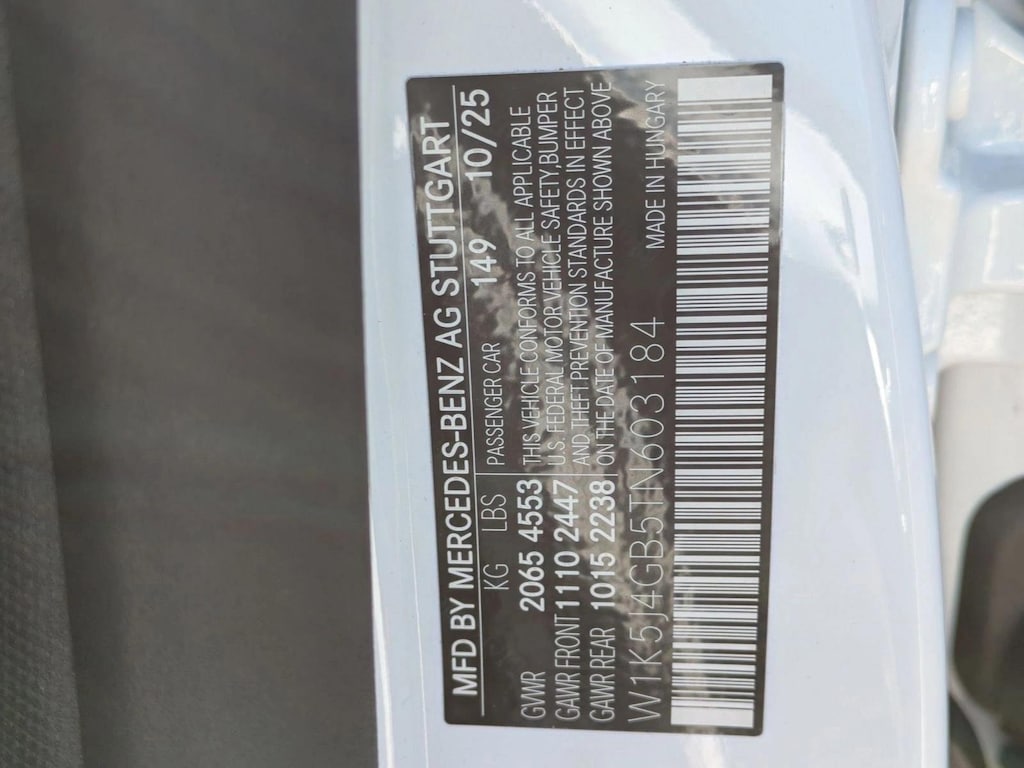 MFD BY MERCEDES-BENZ AG STUTTGART
KG LBS PASSENGER CAR 149 10/25
GWR 2065 4553 THIS VEHICLE CONFORMS TO ALL APPLICABLE
GAWR FRONT 1110 2447 U.S. FEDERAL MOTOR VEHICLE SAFETY, BUMPER
GAWR REAR 1015 2238 AND THEFT PREVENTION STANDARDS IN EFFECT
ON THE DATE OF MANUFACTURE SHOWN ABOVE
W1K5J4GB5TN603184 MADE IN HUNGARY